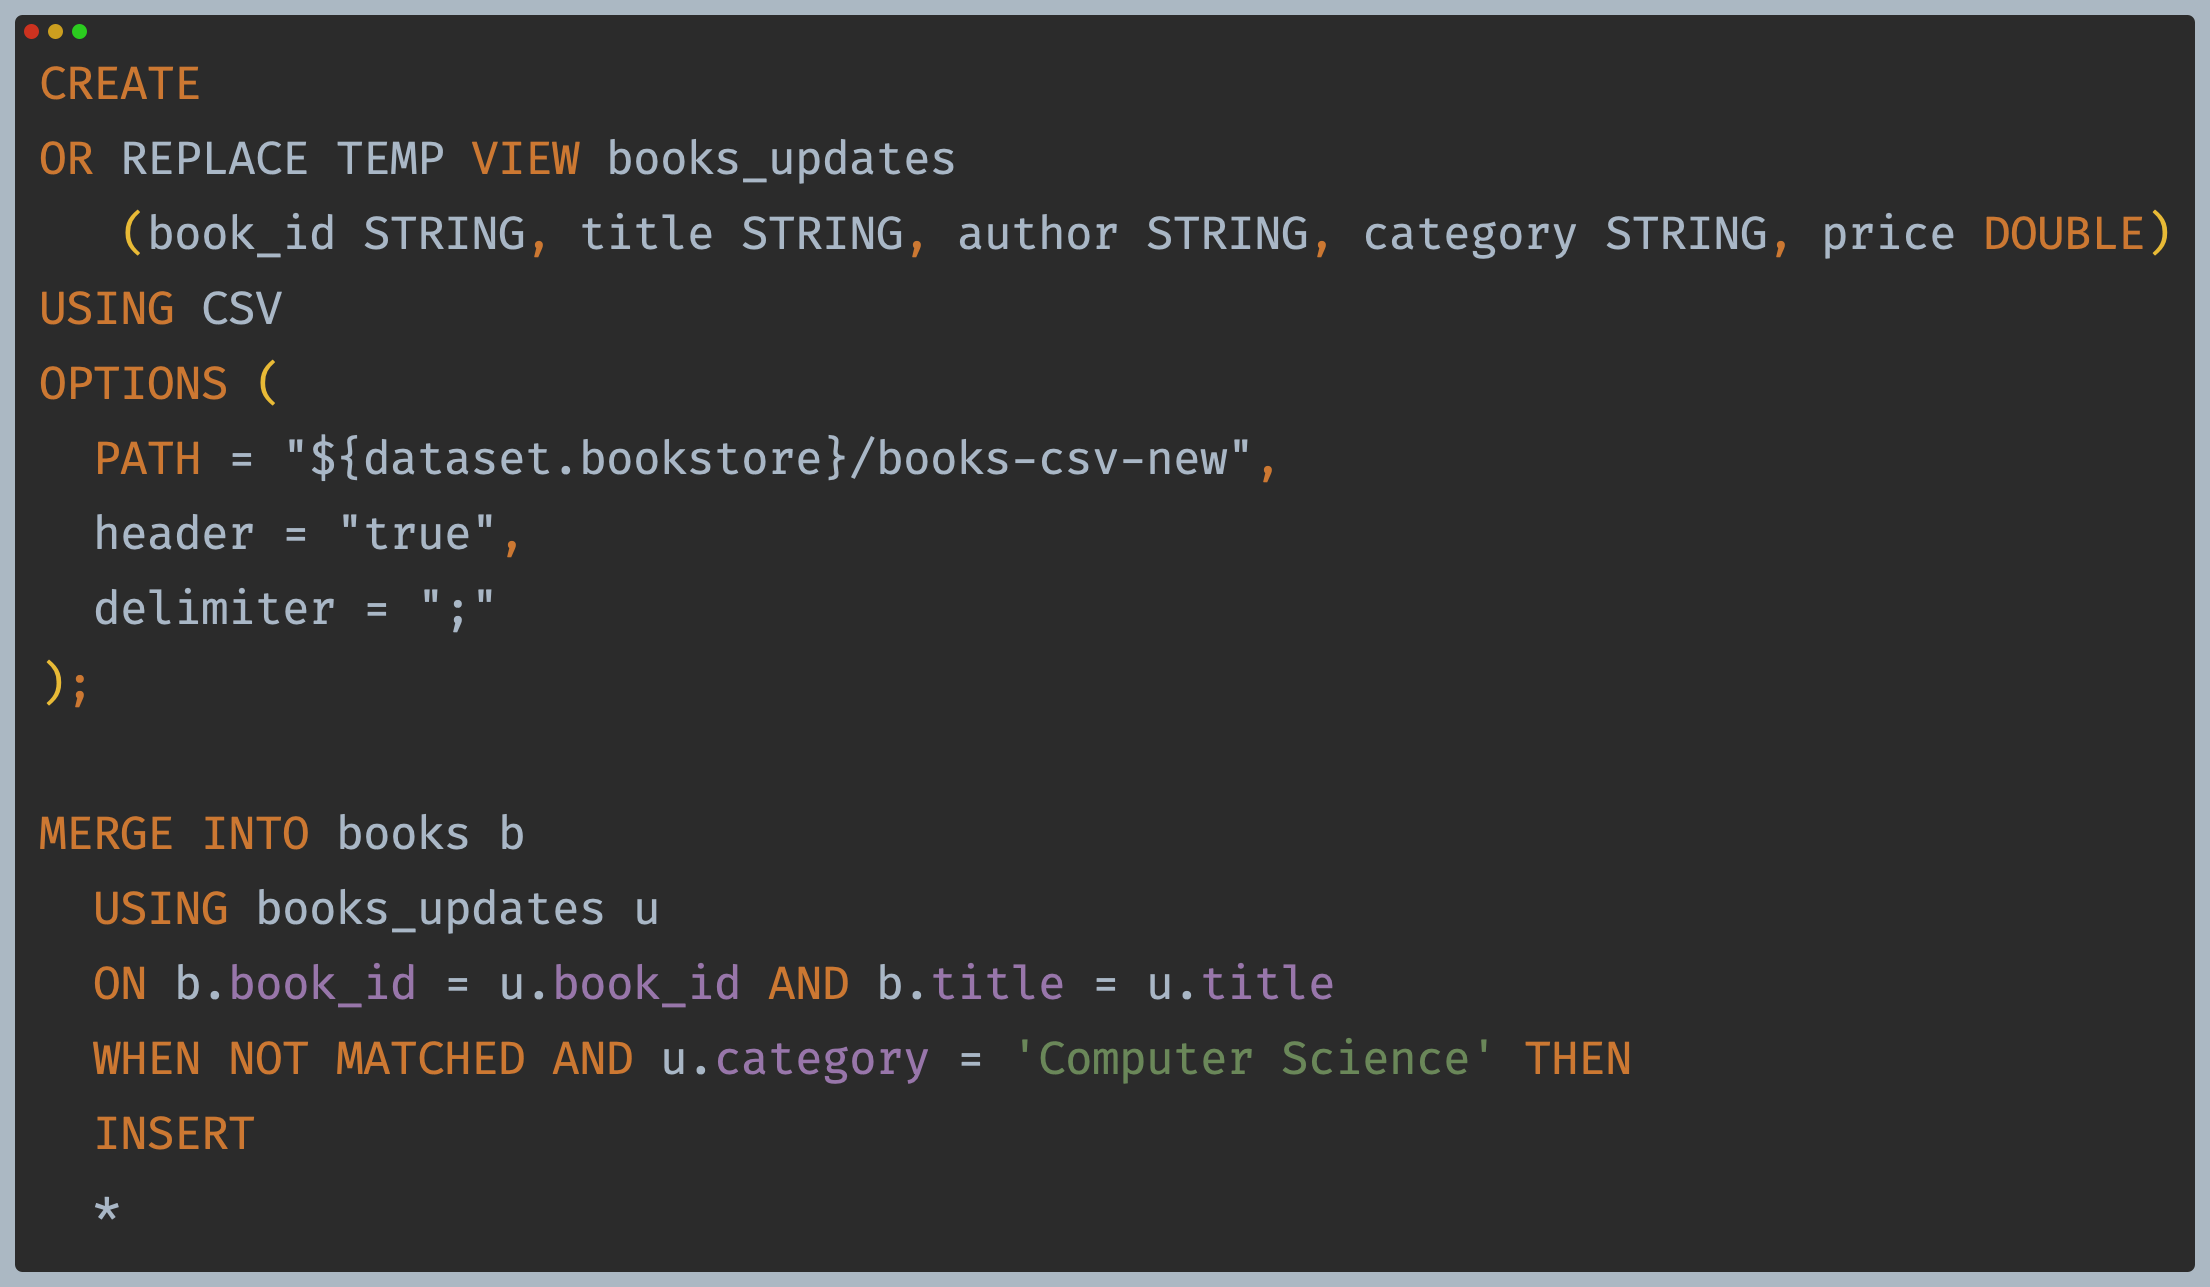 CREATE
OR REPLACE TEMP VIEW books_updates
   (book_id STRING, title STRING, author STRING, category STRING, price DOUBLE)
USING CSV
OPTIONS (
  PATH = "${dataset.bookstore}/books-csv-new",
  header = "true",
  delimiter = ";"
);

MERGE INTO books b
  USING books_updates u
  ON b.book_id = u.book_id AND b.title = u.title
  WHEN NOT MATCHED AND u.category = 'Computer Science' THEN
  INSERT
  *